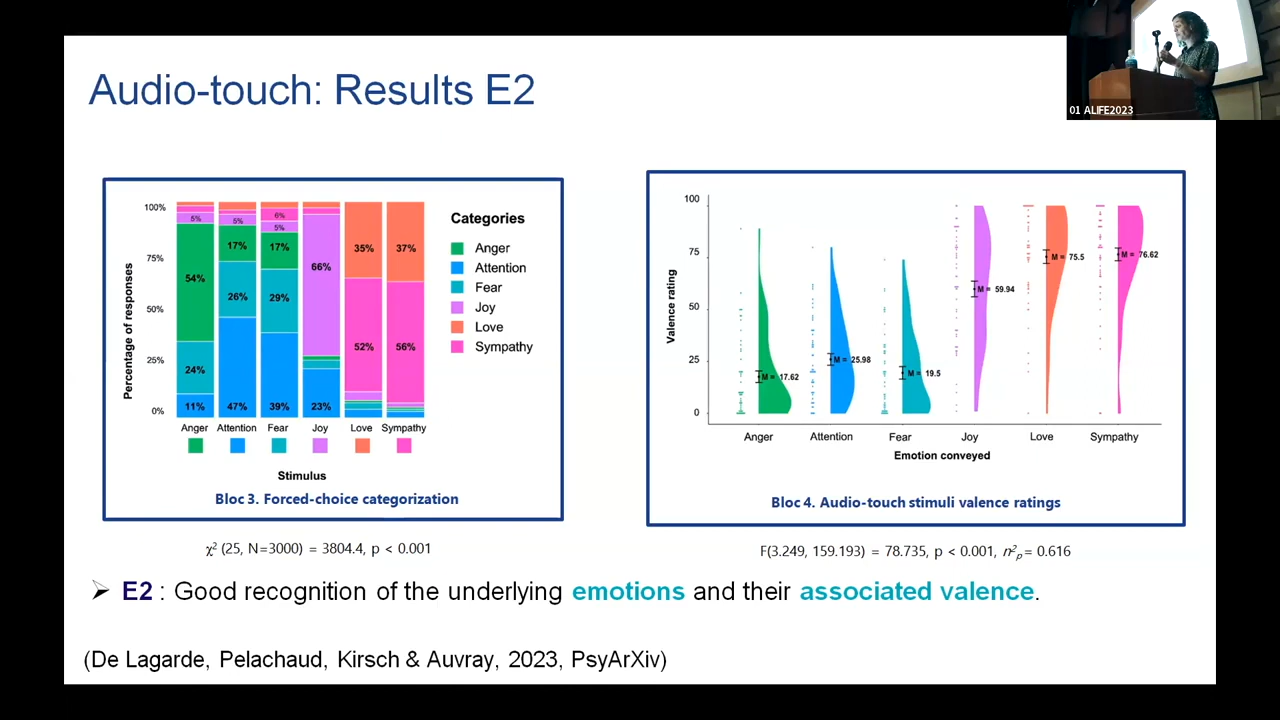 01 ALIFE2023
Audio-touch: Results E2
100%
75%
50%
25%
0%
Percentage of responses
5%
54%
24%
11%
5%
17%
26%
47%
6%
5%
17%
29%
39%
66%
23%
35%
52%
37%
56%
Anger Attention Fear Joy Love Sympathy
Stimulus
Categories
Anger
Attention
Fear
Joy
Love
Sympathy
Bloc 3. Forced-choice categorization
100
75
50
25
0
Valence rating
M = 17.62
M = 25.98
M = 19.5
M = 59.94
M = 75.5
M = 76.62
Anger Attention Fear Joy Love Sympathy
Emotion conveyed
Bloc 4. Audio-touch stimuli valence ratings
χ² (25, N=3000) = 3804.4, p < 0.001
F(3.249, 159.193) = 78.735, p < 0.001, n²p = 0.616
➢ E2 : Good recognition of the underlying emotions and their associated valence.
(De Lagarde, Pelachaud, Kirsch & Auvray, 2023, PsyArXiv)